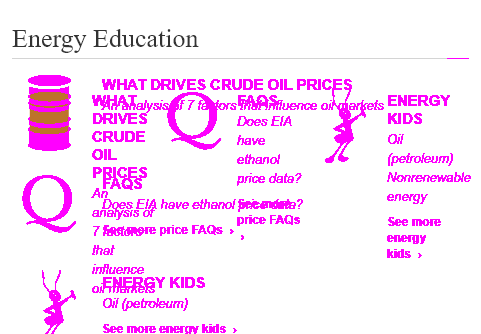 Energy Education
WHAT DRIVES CRUDE OIL PRICES
An analysis of 7 factors that influence oil markets
WHAT
DRIVES
CRUDE
OIL
PRICES
An
analysis of
7 factors
that
influence
oil markets
Q
FAQS
Does EIA
have
ethanol
price data?
See more
price FAQs
›
ENERGY
KIDS
Oil
(petroleum)
Nonrenewable
energy
See more
energy
kids ›
Q
FAQS
Does EIA have ethanol price data?
See more price FAQs ›
ENERGY KIDS
Oil (petroleum)
See more energy kids ›